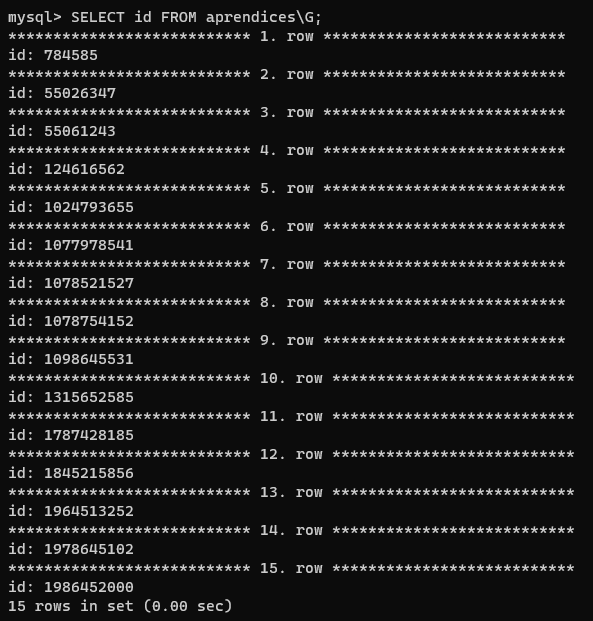 mysql> SELECT id FROM aprendices\G;
*************************** 1. row ***************************
id: 784585
*************************** 2. row ***************************
id: 55026347
*************************** 3. row ***************************
id: 55061243
*************************** 4. row ***************************
id: 124616562
*************************** 5. row ***************************
id: 1024793655
*************************** 6. row ***************************
id: 1077978541
*************************** 7. row ***************************
id: 1078521527
*************************** 8. row ***************************
id: 1078754152
*************************** 9. row ***************************
id: 1098645531
*************************** 10. row ***************************
id: 1315652585
*************************** 11. row ***************************
id: 1787428185
*************************** 12. row ***************************
id: 1845215856
*************************** 13. row ***************************
id: 1964513252
*************************** 14. row ***************************
id: 1978645102
*************************** 15. row ***************************
id: 1986452000
15 rows in set (0.00 sec)